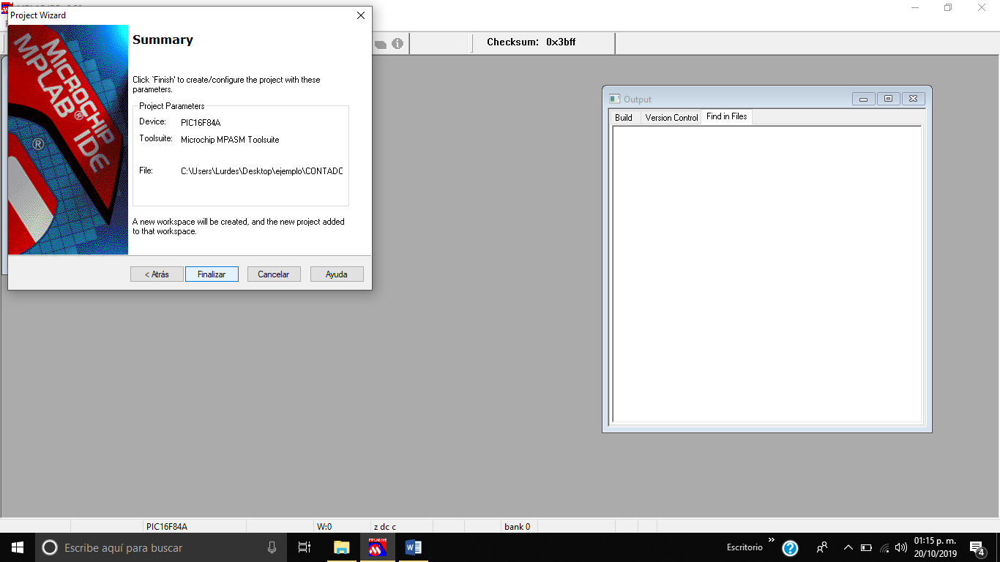 Project Wizard
MICROCHIP
MPLAB® IDE
®
Summary
Click `Finish' to create/configure the project with these
parameters.
Project Parameters
Device: PIC16F84A
Toolsuite: Microchip MPASM Toolsuite
File: C:\Users\Lurdes\Desktop\ejemplo\CONTADC
A new workspace will be created, and the new project added
to that workspace.
< Atrás Finalizar Cancelar Ayuda
Checksum: 0x3bff
Output
Build Version Control Find in Files
PIC16F84A W:0 z dc c bank 0
Escribe aquí para buscar
MPLAB IDE
Escritorio
01:15 p. m.
20/10/2019
4